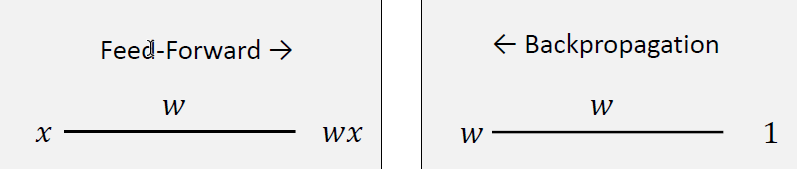 Feed-Forward →
w
x wx
← Backpropagation
w
w 1